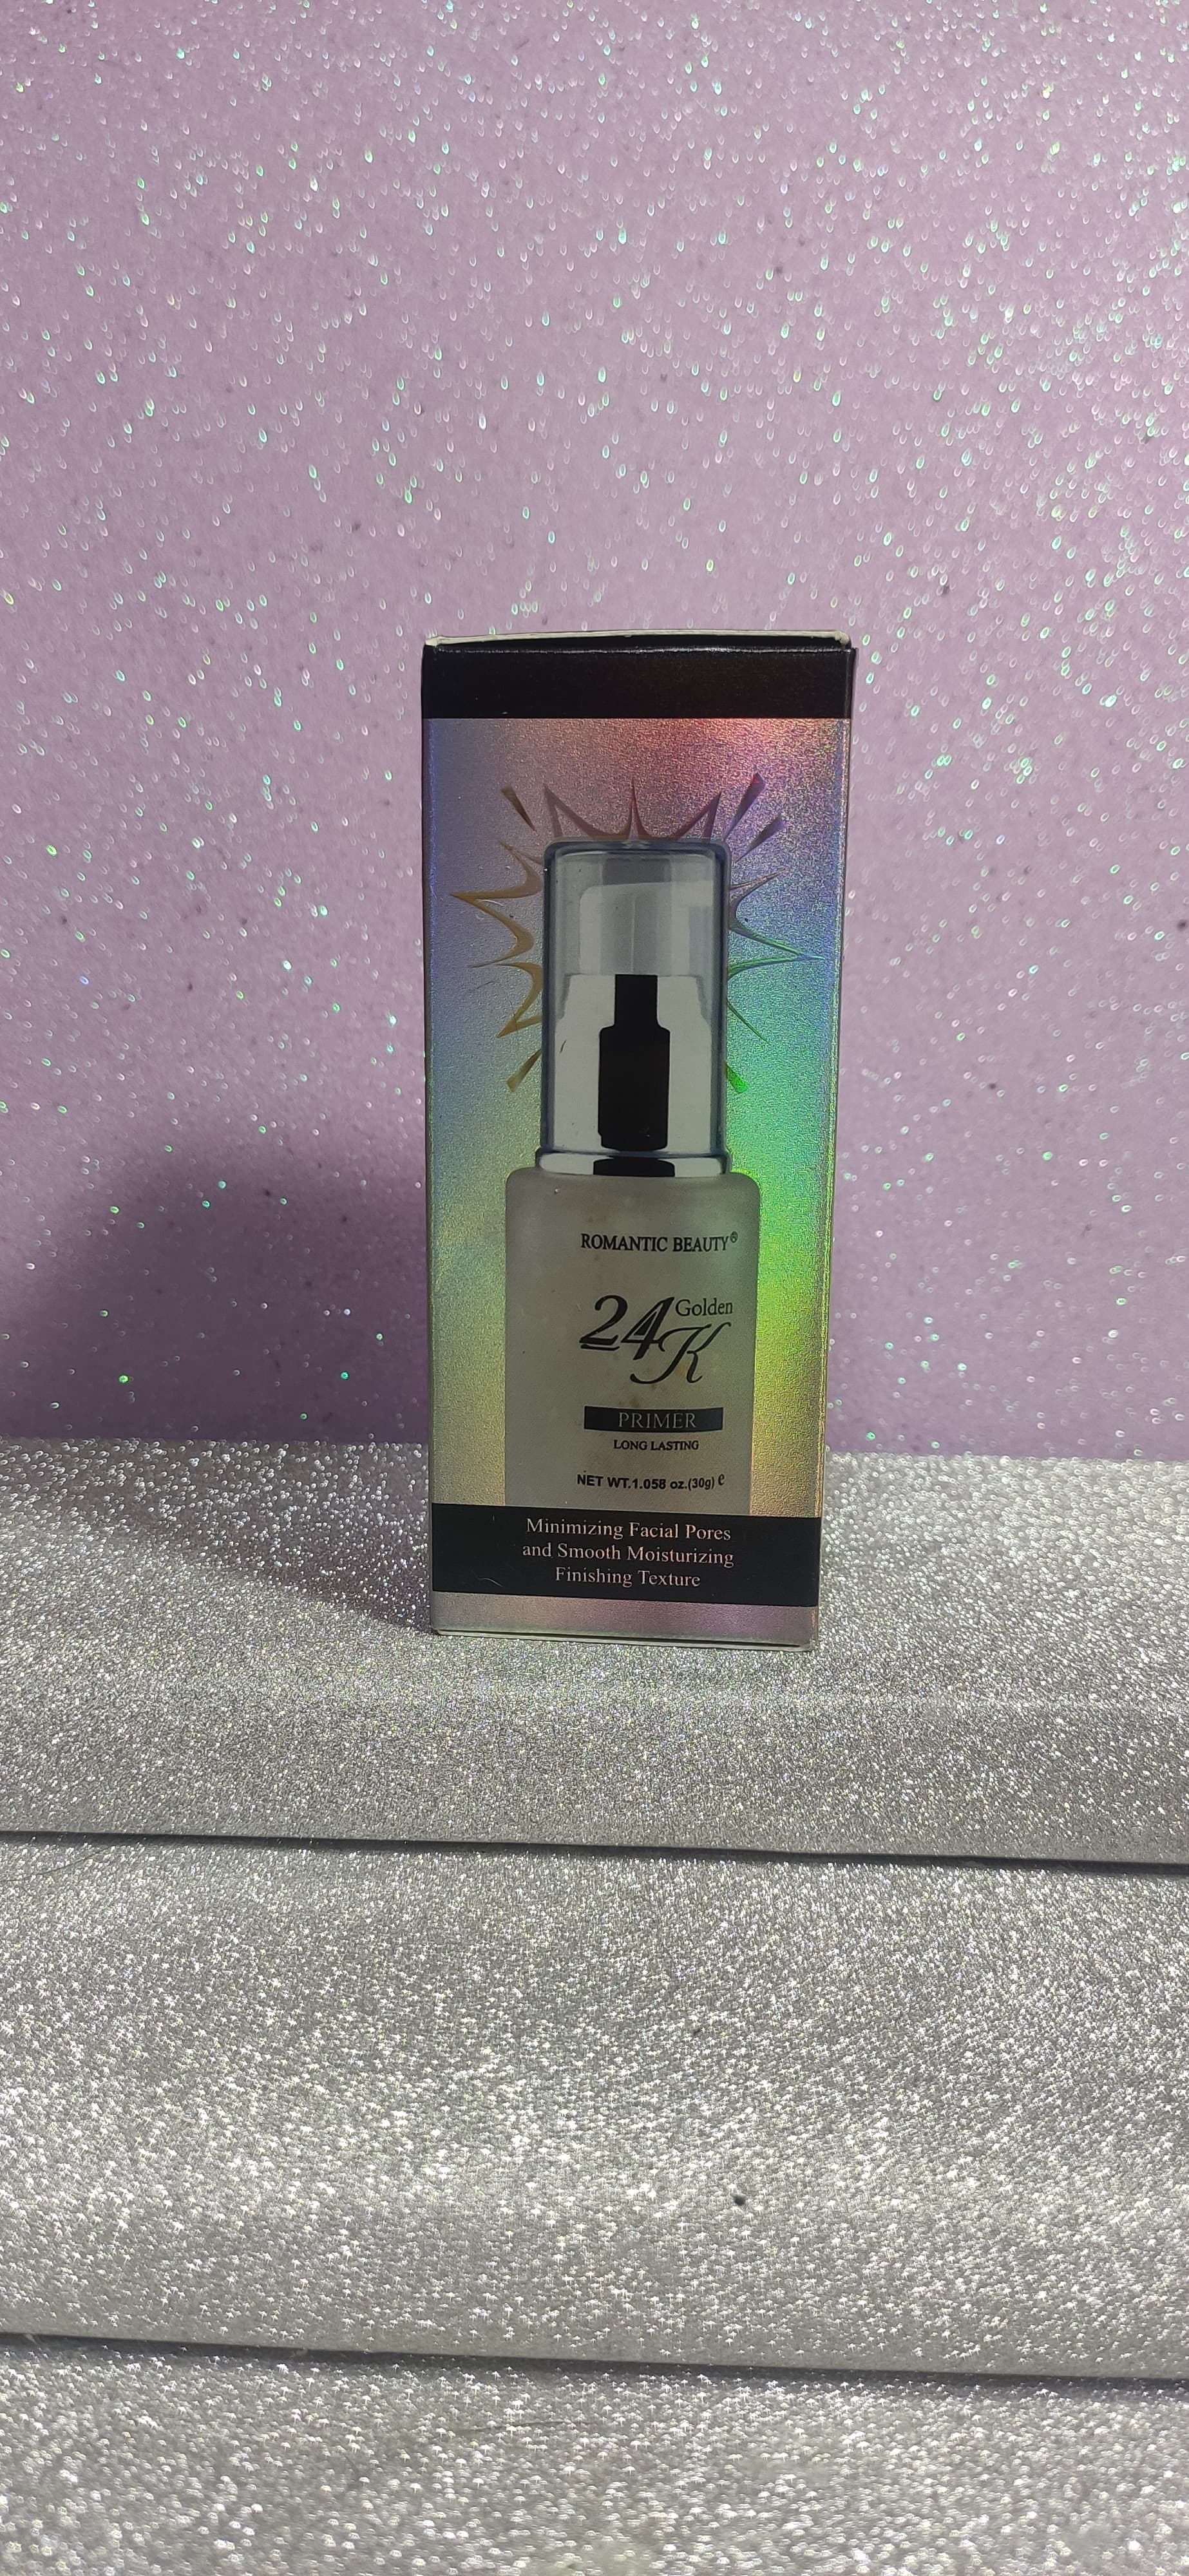 ROMANTIC BEAUTY®
24K Golden
PRIMER
LONG LASTING
NET WT.1.058 oz.(30g) e
Minimizing Facial Pores
and Smooth Moisturizing
Finishing Texture